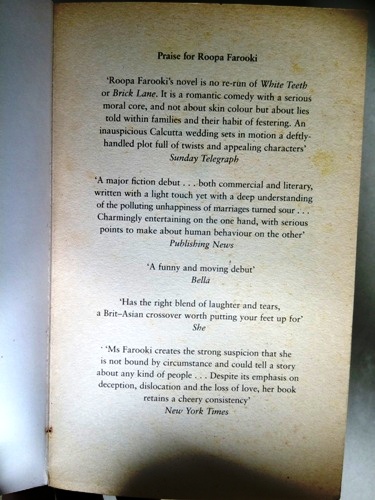 Praise for Roopa Farooki
'Roopa Farooki's novel is no re-run of White Teeth
or Brick Lane. It is a romantic comedy with a serious
moral core, and not about skin colour but about lies
told within families and their habit of festering. An
inauspicious Calcutta wedding sets in motion a deftly-
handled plot full of twists and appealing characters'
Sunday Telegraph
'A major fiction debut . . . both commercial and literary,
written with a light touch yet with a deep understanding
of the polluting unhappiness of marriages turned sour . . .
Charmingly entertaining on the one hand, with serious
points to make about human behaviour on the other'
Publishing News
'A funny and moving debut'
Bella
'Has the right blend of laughter and tears,
a Brit–Asian crossover worth putting your feet up for'
She
'Ms Farooki creates the strong suspicion that she
is not bound by circumstance and could tell a story
about any kind of people . . . Despite its emphasis on
deception, dislocation and the loss of love, her book
retains a cheery consistency'
New York Times